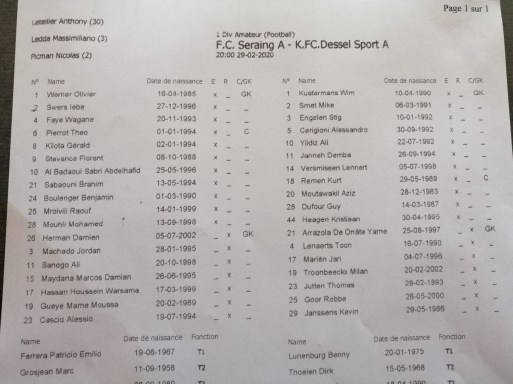 Page 1 sur 1
Letellier Anthony (30)
Ledda Massimiliano (3)
Picman Nicolas (2)
1 Div Amateur (Football)
F.C. Seraing A - K.FC.Dessel Sport A
20:00 29-02-2020
N° Name Date de naissance E R C/GK
1 Werner Olivier 16-04-1985 x _ GK
2 Swers Iebe 27-12-1996 x _ _
4 Faye Wagane 20-11-1993 x _ _
6 Pierrot Theo 01-01-1994 x _ C
8 Kilota Gérald 02-01-1994 x _ _
9 Stevance Florent 08-10-1988 x _ _
10 Al Badaoui Sabri Abdelhafid 25-05-1996 x _ _
21 Sabaouni Brahim 13-05-1994 x _ _
24 Boulenger Benjamin 01-03-1990 x _ _
25 Mroivili Raouf 14-01-1999 x _ _
28 Mouhli Mohamed 13-09-1998 x _ _
26 Herman Damien 05-07-2002 _ x GK
3 Machado Jordan 28-01-1995 _ x _
11 Sanogo Ali 20-10-1998 _ x _
15 Maydana Marcos Damian 26-06-1995 _ x _
17 Hassan Houssein Warsama 17-03-1999 _ x _
19 Gueye Mame Moussa 20-02-1989 _ x _
23 Cascio Alessio 19-07-1994 _ x _
Name Date de naissance Fonction
Ferrera Patricio Emilio 19-06-1967 T1
Grosjean Marc 11-09-1958 T2
N° Name Date de naissance E R C/GK
1 Kustermans Wim 10-04-1990 x _ GK
2 Smet Mike 06-03-1991 x _ _
3 Engelen Stig 10-01-1992 x _ _
5 Cerigioni Alessandro 30-09-1992 x _ _
10 Yildiz Ali 22-07-1992 x _ _
11 Janneh Demba 26-09-1994 x _ _
14 Versmissen Lennert 05-07-1998 x _ _
18 Remen Kurt 29-05-1989 x _ C
20 Moutawakil Aziz 28-12-1983 x _ _
28 Dufour Guy 14-03-1987 x _ _
44 Haagen Kristiaan 30-04-1995 x _ _
21 Arrazola De Oñate Yame 25-08-1997 _ x GK
4 Lenaerts Toon 16-07-1990 _ x _
17 Mariën Jari 04-07-1996 _ x _
19 Troonbeeckx Milan 20-02-2002 _ x _
23 Jutten Thomas 28-02-1993 _ x _
25 Goor Robbe 26-05-2000 _ x _
29 Janssens Kevin 29-05-1986 _ x _
Name Date de naissance Fonction
Lunenburg Benny 20-01-1975 T1
Thoelen Dirk 15-05-1968 T2